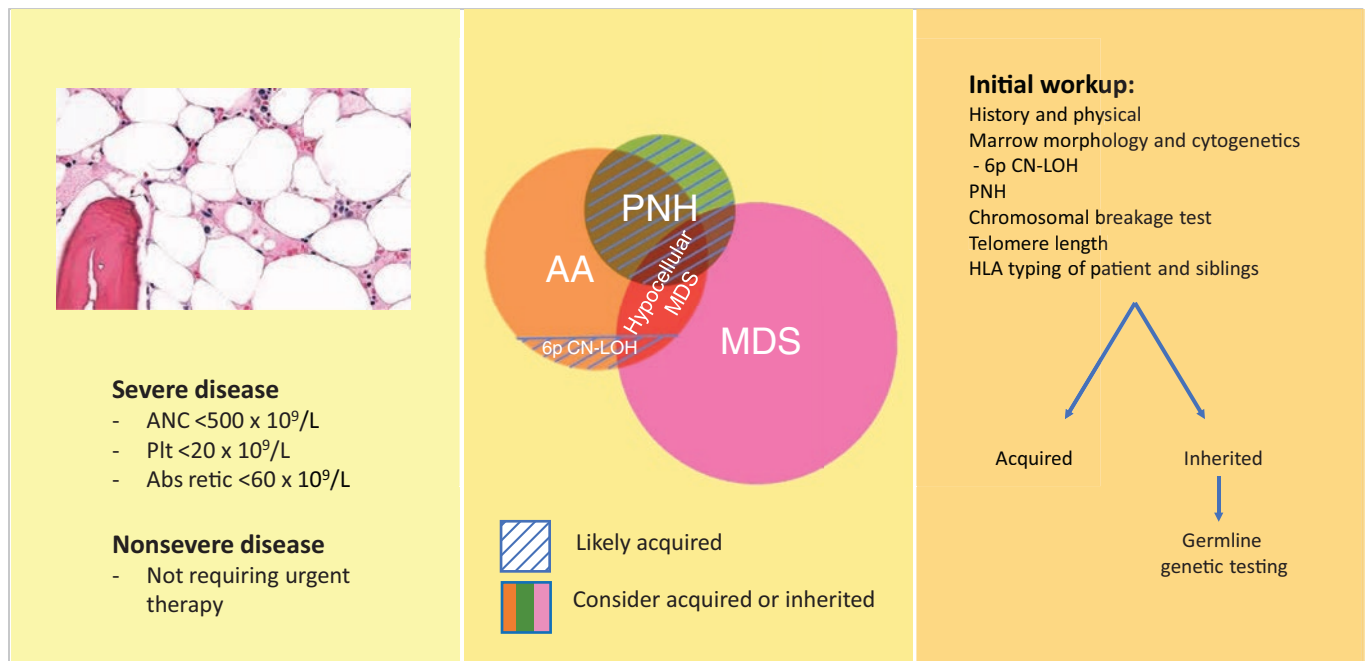 Severe disease
- ANC <500 x 10⁹/L
- Plt <20 x 10⁹/L
- Abs retic <60 x 10⁹/L
Nonsevere disease
- Not requiring urgent
therapy
PNH
AA
Hypocellular
MDS
MDS
6p CN-LOH
Likely acquired
Consider acquired or inherited
Initial workup:
History and physical
Marrow morphology and cytogenetics
- 6p CN-LOH
PNH
Chromosomal breakage test
Telomere length
HLA typing of patient and siblings
Acquired
Inherited
Germline
genetic testing